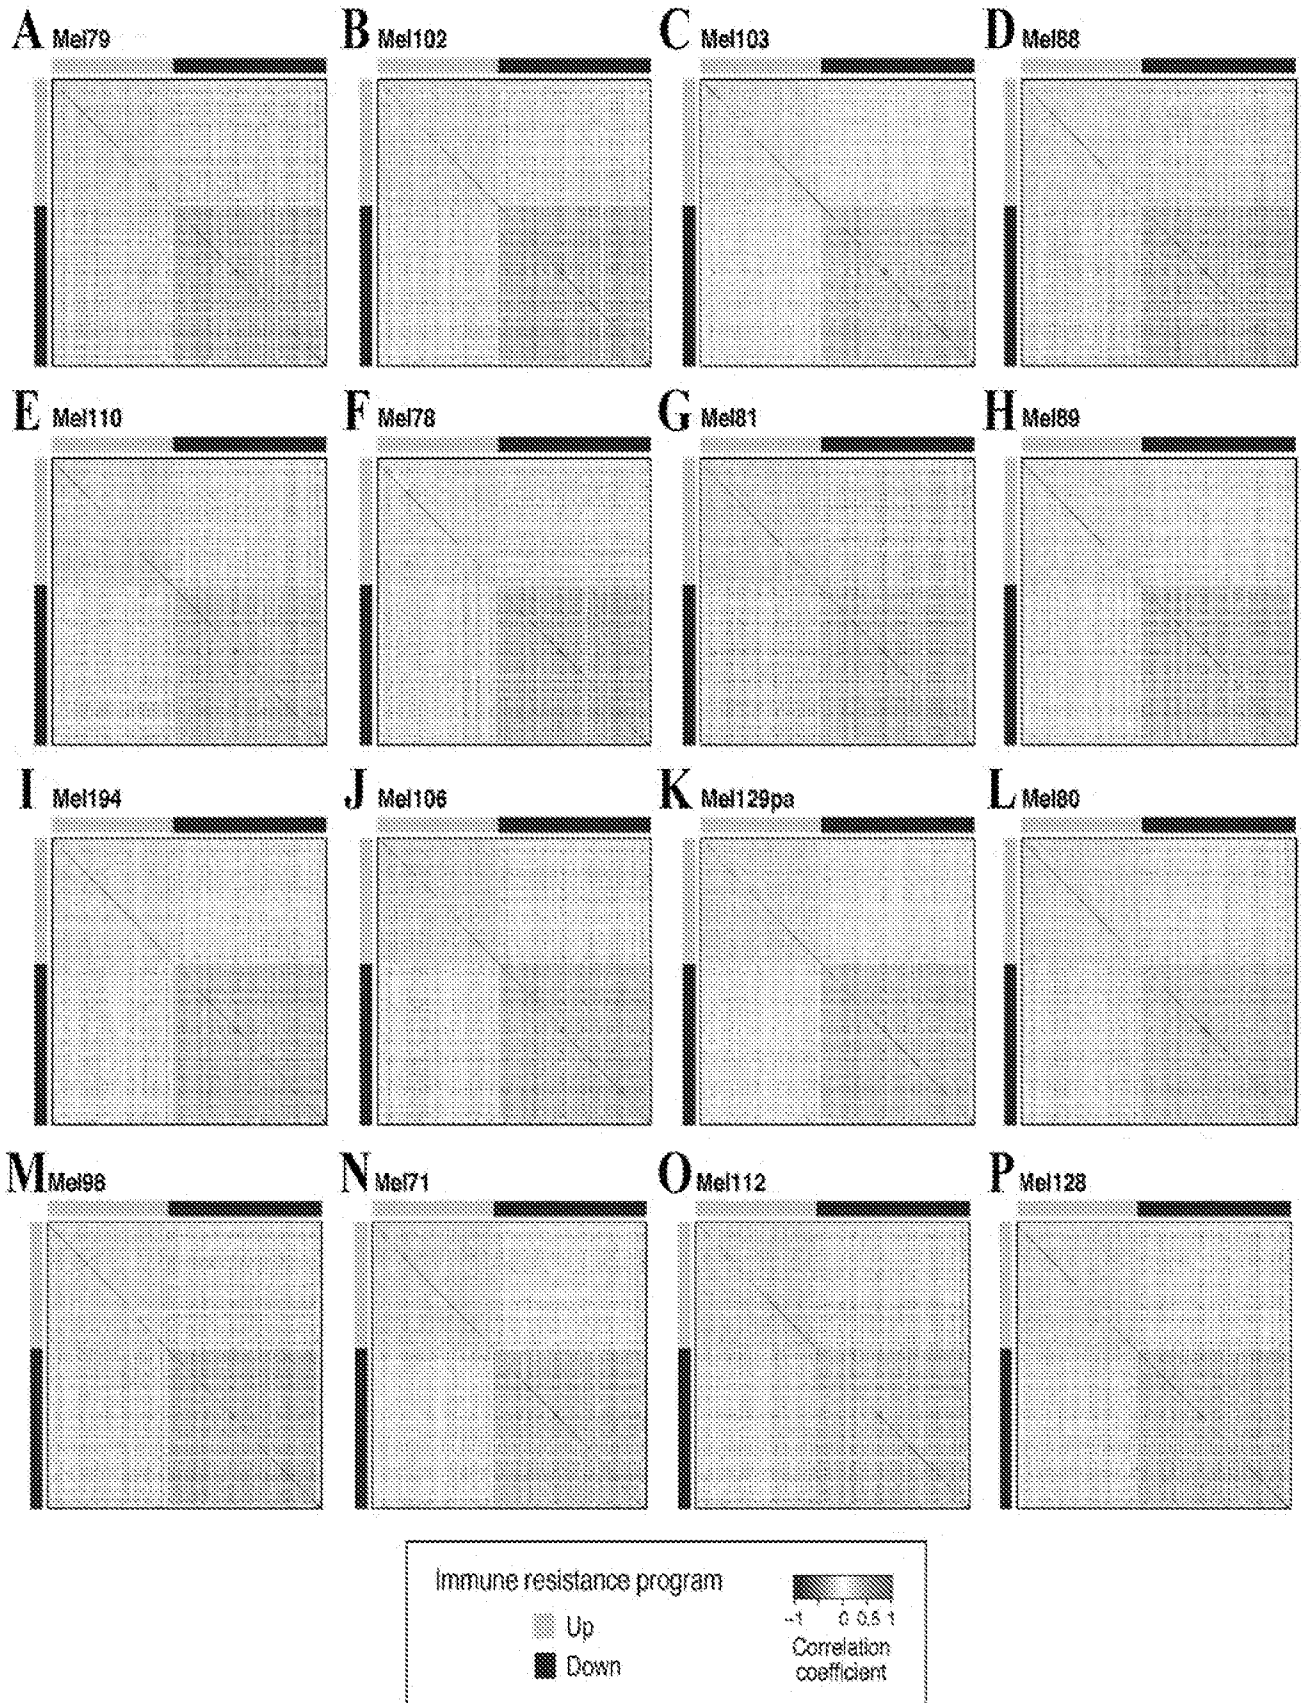 A Mel79
B Mel102
C Mel103
D Mel88
E Mel110
F Mel78
G Mel81
H Mel89
I Mel194
J Mel106
K Mel129pa
L Mel80
M Mel98
N Mel71
O Mel112
P Mel128
Immune resistance program
Up
Down
-1 0 0.5 1
Correlation
coefficient